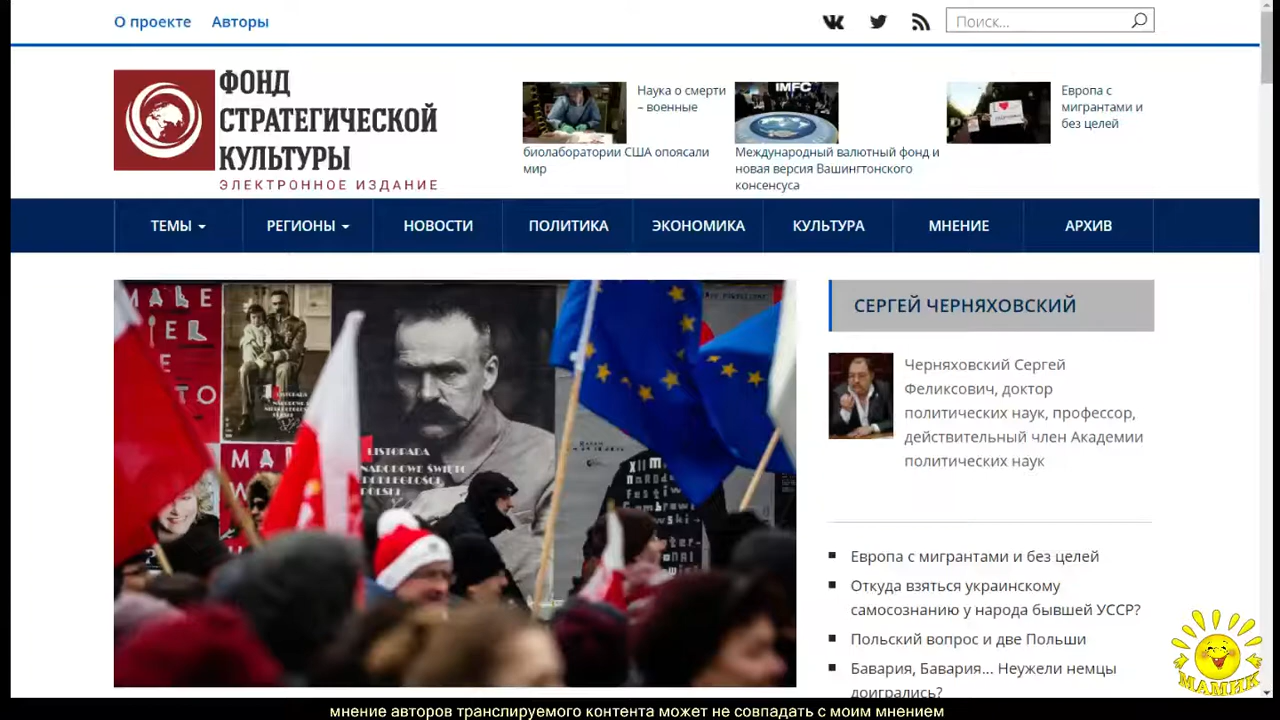 О проекте Авторы
Поиск...
ФОНД
СТРАТЕГИЧЕСКОЙ
КУЛЬТУРЫ
ЭЛЕКТРОННОЕ ИЗДАНИЕ
Наука о смерти
– военные
биолаборатории США опоясали
мир
IMFC
Международный валютный фонд и
новая версия Вашингтонского
консенсуса
Европа с
мигрантами и
без целей
ТЕМЫ РЕГИОНЫ НОВОСТИ ПОЛИТИКА ЭКОНОМИКА КУЛЬТУРА МНЕНИЕ АРХИВ
LISTOPADA
NARODOWE ŚWIĘTO
NIEPODLEGŁOŚCI
POLSKI
СЕРГЕЙ ЧЕРНЯХОВСКИЙ
Черняховский Сергей
Феликсович, доктор
политических наук, профессор,
действительный член Академии
политических наук
Европа с мигрантами и без целей
Откуда взяться украинскому
самосознанию у народа бывшей УССР?
Польский вопрос и две Польши
Бавария, Бавария... Неужели немцы
доигрались?
МАМИК
мнение авторов транслируемого контента может не совпадать с моим мнением